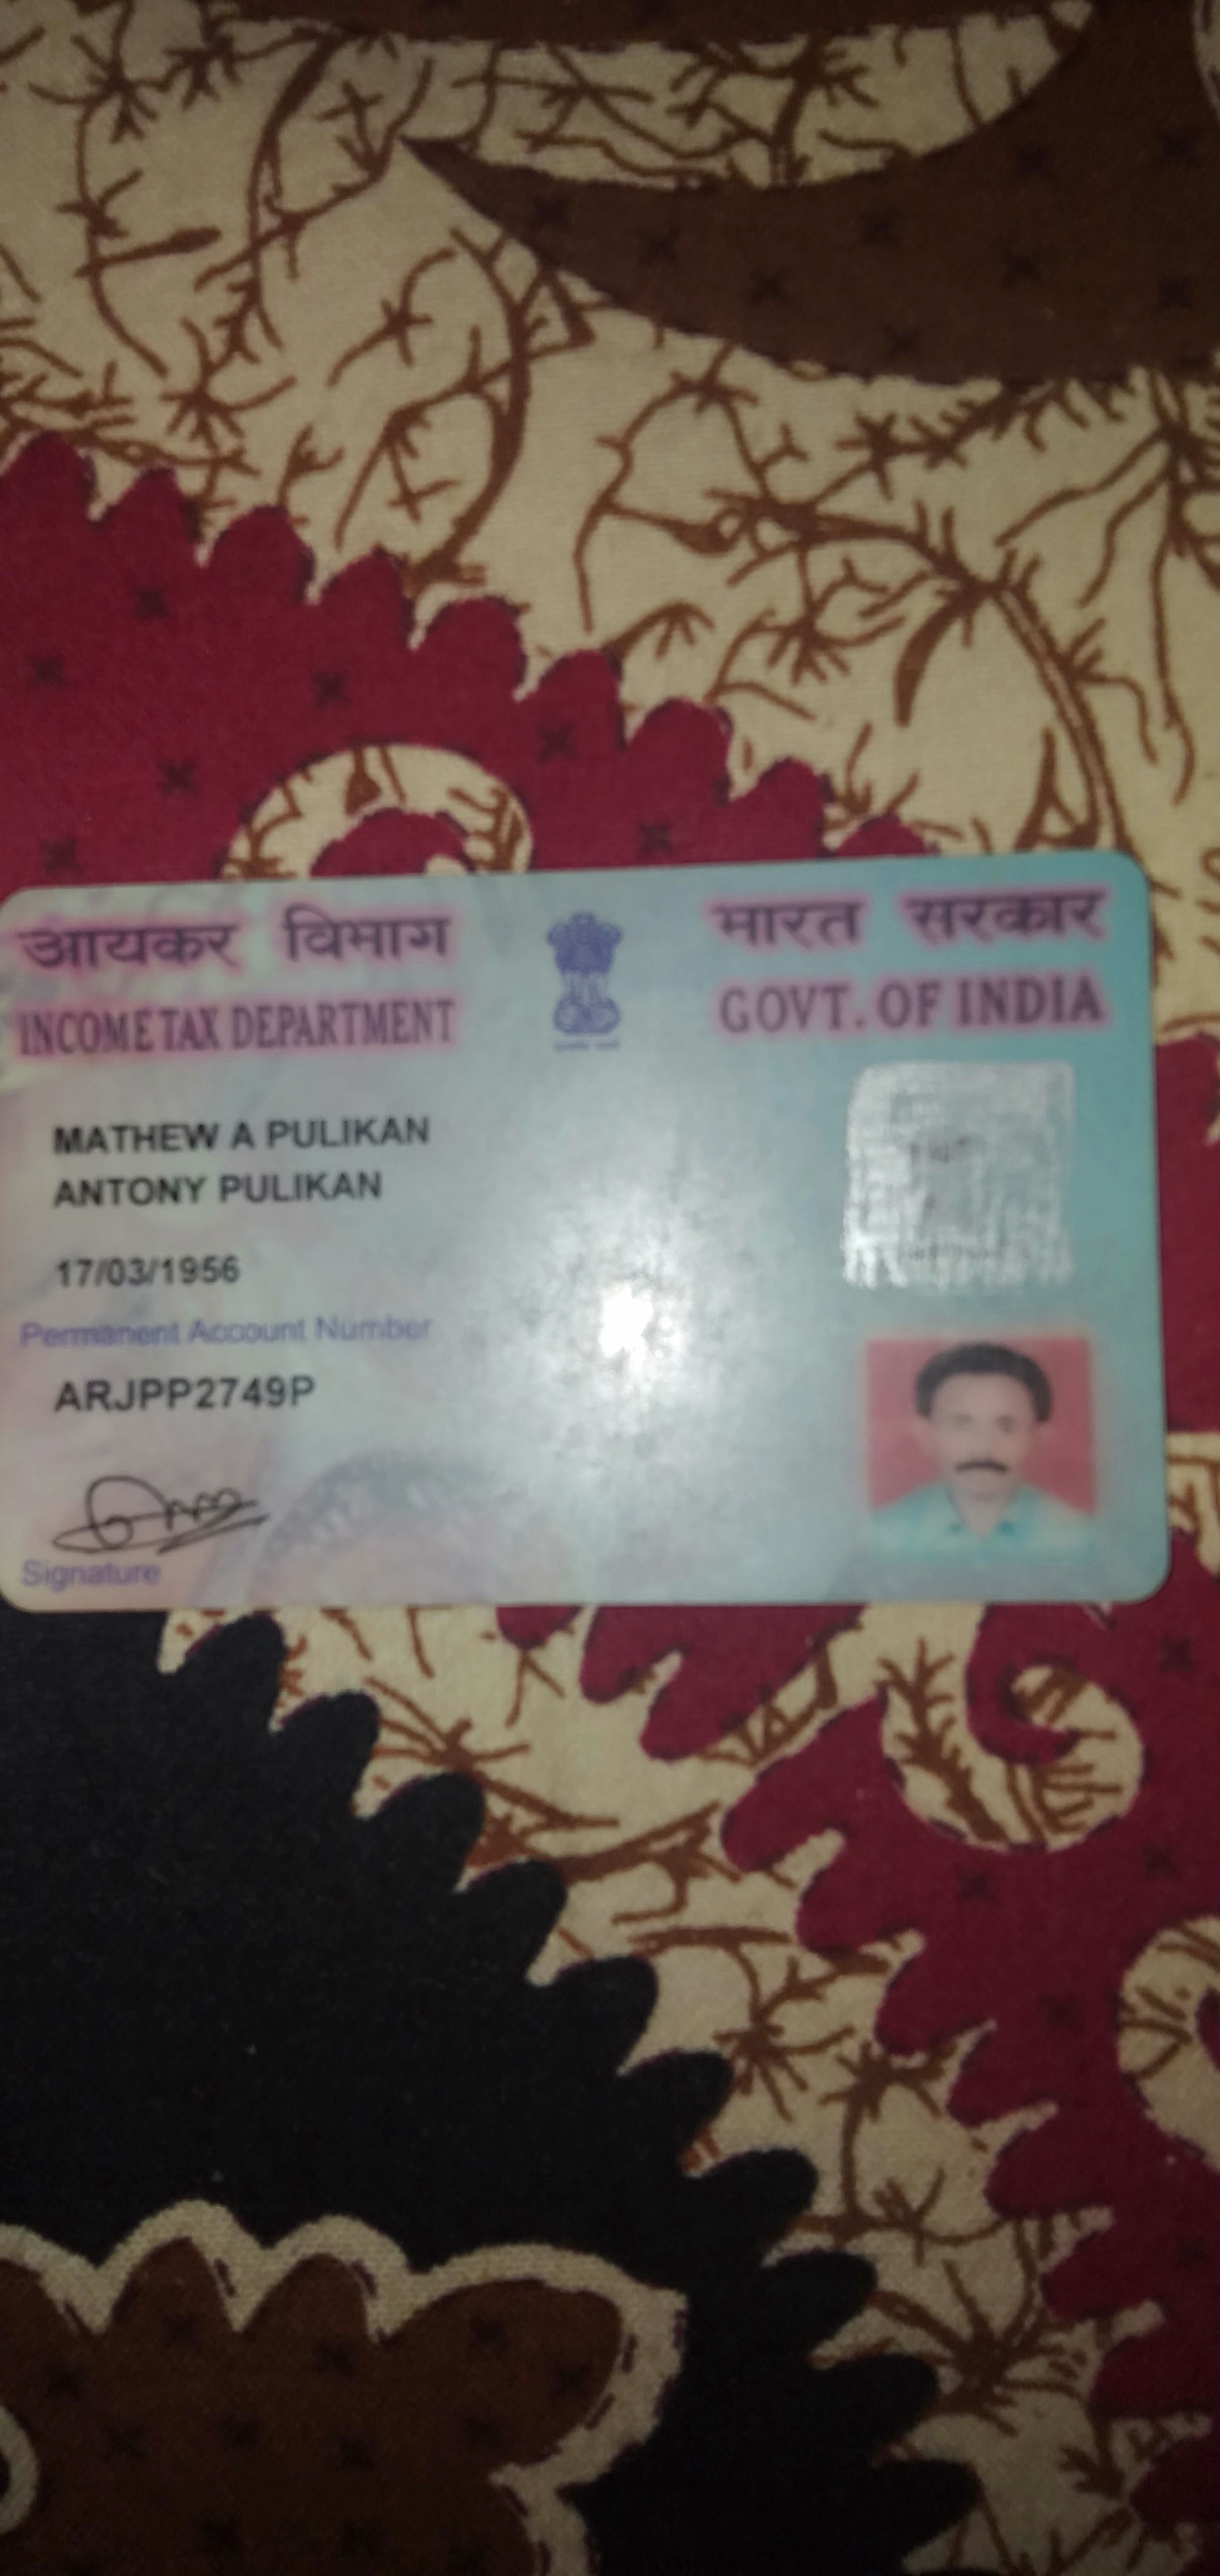 आयकर विभाग
INCOME TAX DEPARTMENT
भारत सरकार
GOVT. OF INDIA
MATHEW A PULIKAN
ANTONY PULIKAN
17/03/1956
Permanent Account Number
ARJPP2749P
Signature